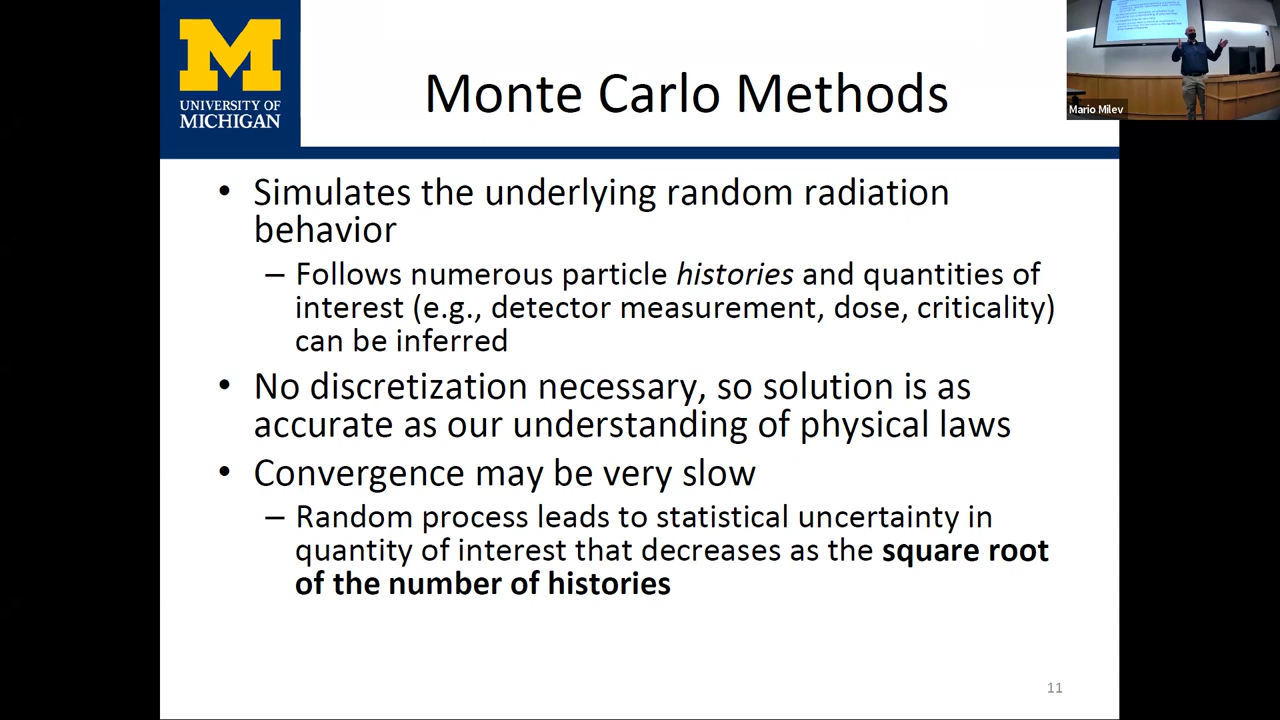 UNIVERSITY OF
MICHIGAN
Monte Carlo Methods
Mario Milev
• Simulates the underlying random radiation
behavior
– Follows numerous particle histories and quantities of
interest (e.g., detector measurement, dose, criticality)
can be inferred
• No discretization necessary, so solution is as
accurate as our understanding of physical laws
• Convergence may be very slow
– Random process leads to statistical uncertainty in
quantity of interest that decreases as the square root
of the number of histories
11